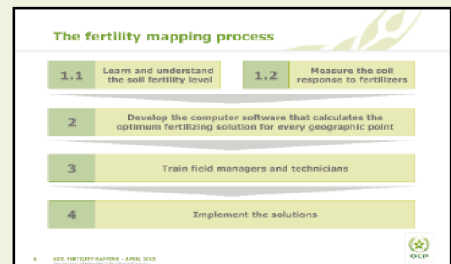 The fertility mapping process
1.1
Learn and understand
the soil fertility level
1.2
Measure the soil
response to fertilizers
2
Develop the computer software that calculates the
optimum fertilizing solution for every geographic point
3
Train field managers and technicians
4
Implement the solutions
OCP